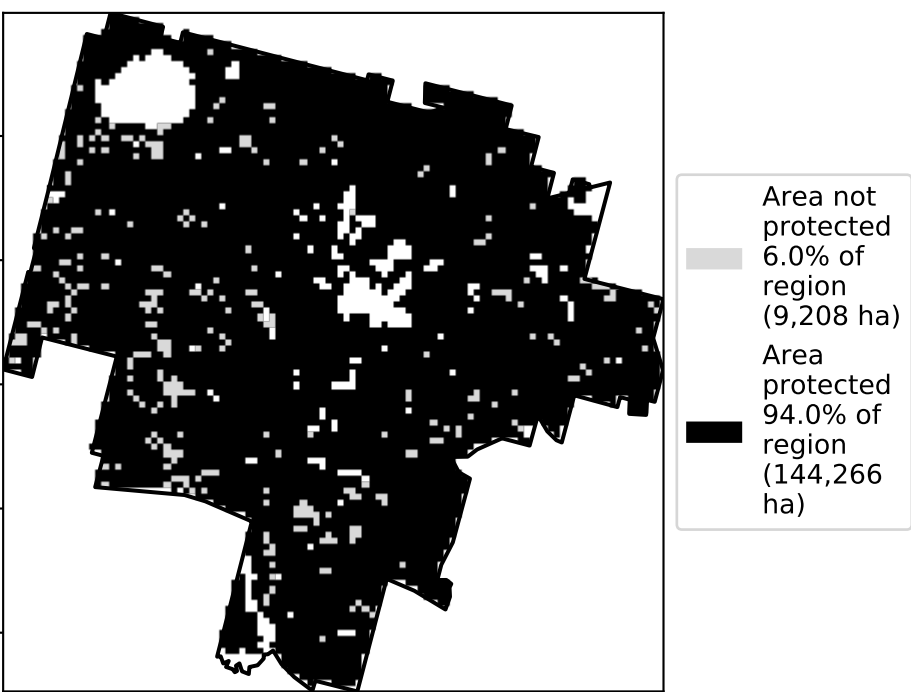 Area not
protected
6.0% of
region
(9,208 ha)
Area
protected
94.0% of
region
(144,266
ha)